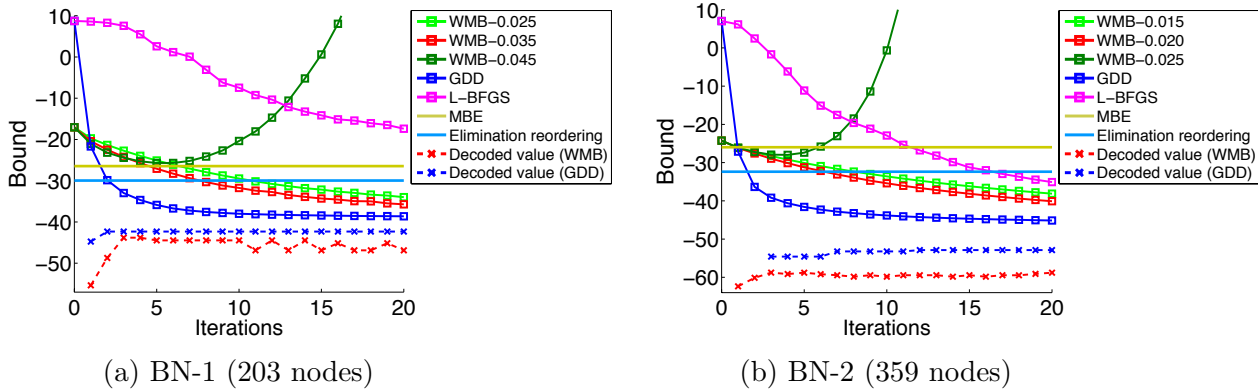 10
0
−10
−20
−30
−40
−50
Bound
0
5
10
15
20
Iterations
WMB−0.025
WMB−0.035
WMB−0.045
GDD
L−BFGS
MBE
Elimination reordering
Decoded value (WMB)
Decoded value (GDD)
(a) BN-1 (203 nodes)
10
0
−10
−20
−30
−40
−50
−60
Bound
0
5
10
15
20
Iterations
WMB−0.015
WMB−0.020
WMB−0.025
GDD
L−BFGS
MBE
Elimination reordering
Decoded value (WMB)
Decoded value (GDD)
(b) BN-2 (359 nodes)